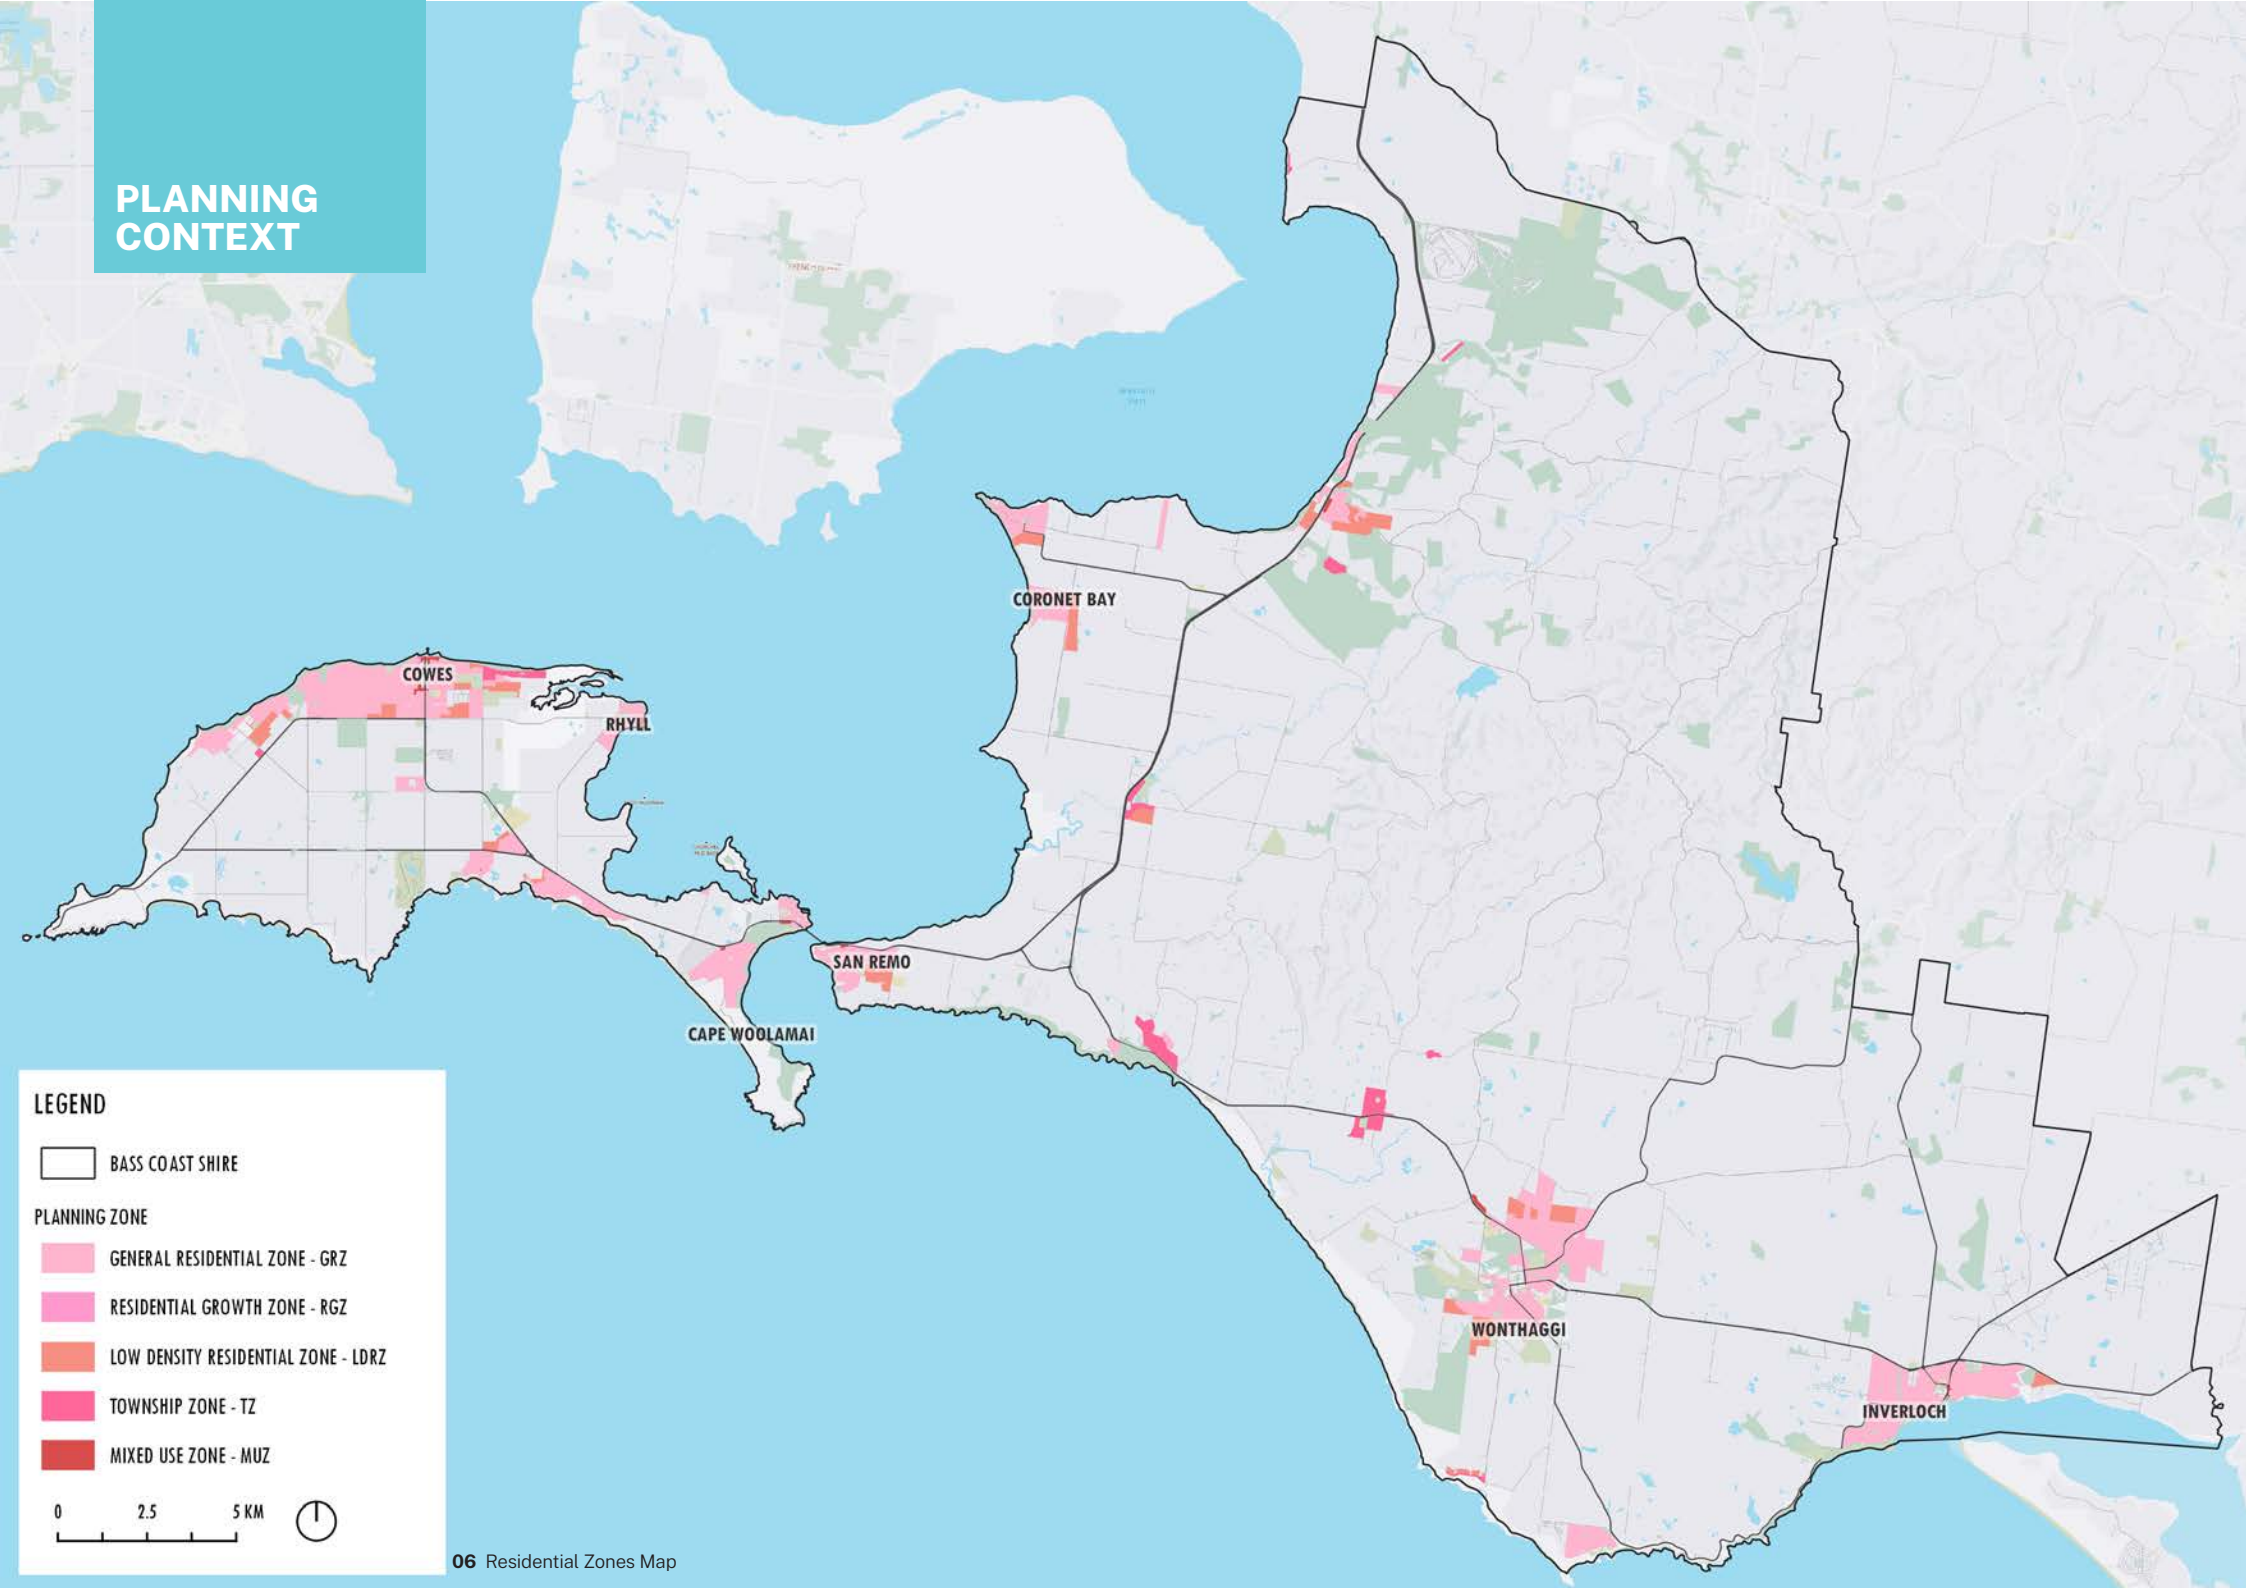 PLANNING
CONTEXT
CORONET BAY
COWES
RHYLL
SAN REMO
CAPE WOOLAMAI
WONTHAGGI
INVERLOCH
LEGEND
BASS COAST SHIRE
PLANNING ZONE
GENERAL RESIDENTIAL ZONE - GRZ
RESIDENTIAL GROWTH ZONE - RGZ
LOW DENSITY RESIDENTIAL ZONE - LDRZ
TOWNSHIP ZONE - TZ
MIXED USE ZONE - MUZ
0 2.5 5 KM
06 Residential Zones Map